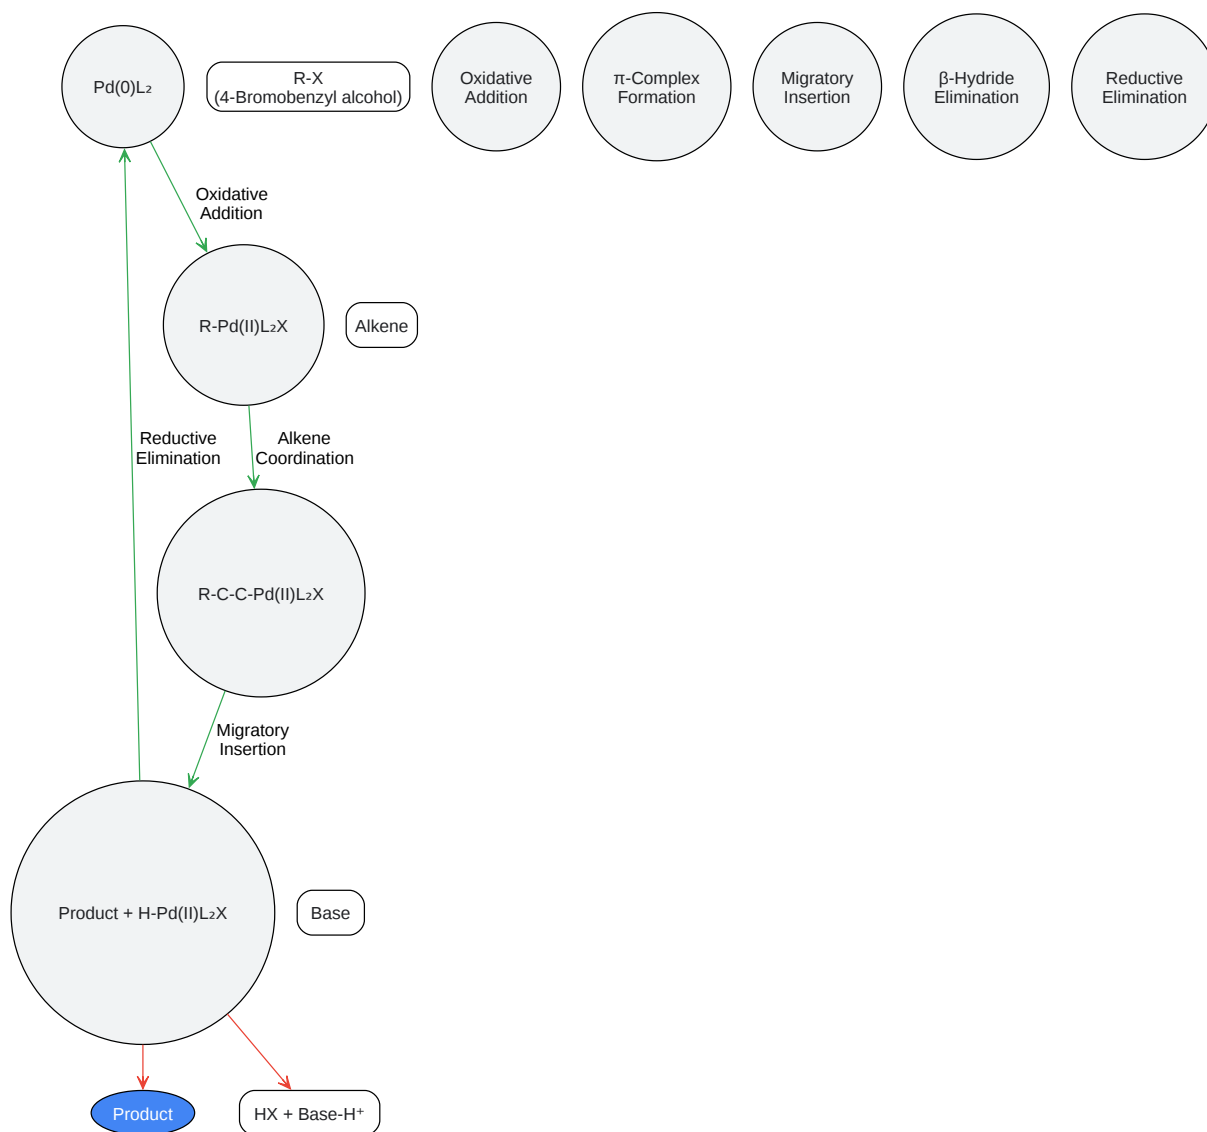 Pd(0)L₂
R-X
(4-Bromobenzyl alcohol)
Oxidative
Addition
π-Complex
Formation
Migratory
Insertion
β-Hydride
Elimination
Reductive
Elimination
Oxidative
Addition
R-Pd(II)L₂X
Alkene
Reductive
Elimination
Alkene
Coordination
R-C-C-Pd(II)L₂X
Migratory
Insertion
Product + H-Pd(II)L₂X
Base
Product
HX + Base-H⁺